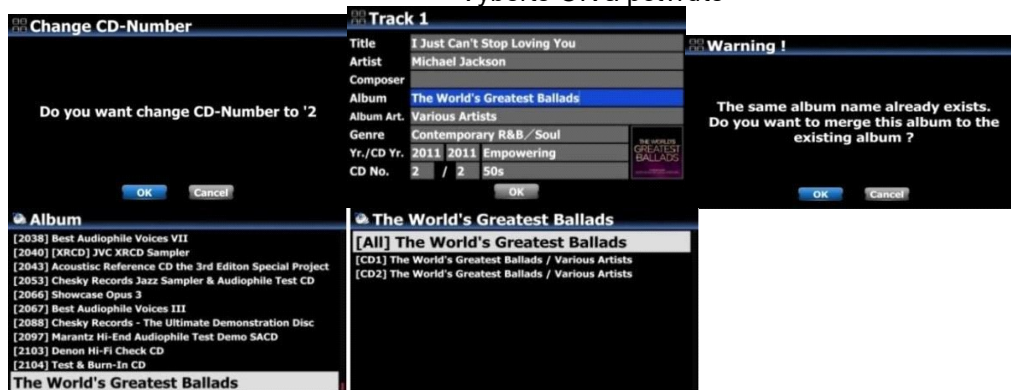 Change CD-Number
Do you want change CD-Number to '2
OK Cancel
Track 1
Title I Just Can't Stop Loving You
Artist Michael Jackson
Composer
Album The World's Greatest Ballads
Album Art. Various Artists
Genre Contemporary R&B/Soul
Yr./CD Yr. 2011 2011 Empowering
CD No. 2 / 2 50s
THE WORLD'S
GREATEST
BALLADS
OK
Warning !
The same album name already exists.
Do you want to merge this album to the
existing album ?
OK Cancel
Album
[2038] Best Audiophile Voices VII
[2040] [XRCD] JVC XRCD Sampler
[2043] Acoustisc Reference CD the 3rd Editon Special Project
[2053] Chesky Records Jazz Sampler & Audiophile Test CD
[2066] Showcase Opus 3
[2067] Best Audiophile Voices III
[2088] Chesky Records - The Ultimate Demonstration Disc
[2097] Marantz Hi-End Audiophile Test Demo SACD
[2103] Denon Hi-Fi Check CD
[2104] Test & Burn-In CD
The World's Greatest Ballads
The World's Greatest Ballads
[All] The World's Greatest Ballads
[CD1] The World's Greatest Ballads / Various Artists
[CD2] The World's Greatest Ballads / Various Artists